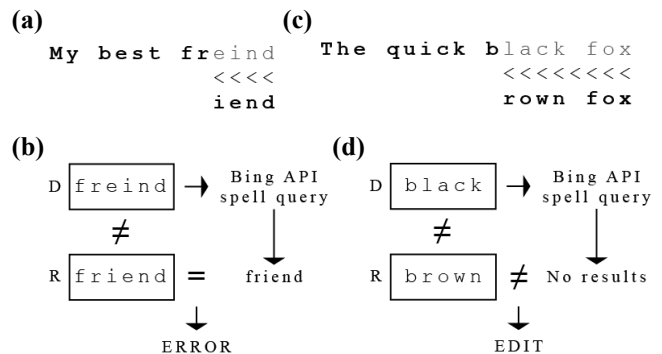 (a)
My best freind
<<<<
iend
(c)
The quick black fox
<<<<<<<<
rown fox
(b)
D freind Bing API
spell query
≠
R friend = friend
ERROR
(d)
D black Bing API
spell query
≠
R brown ≠ No results
EDIT